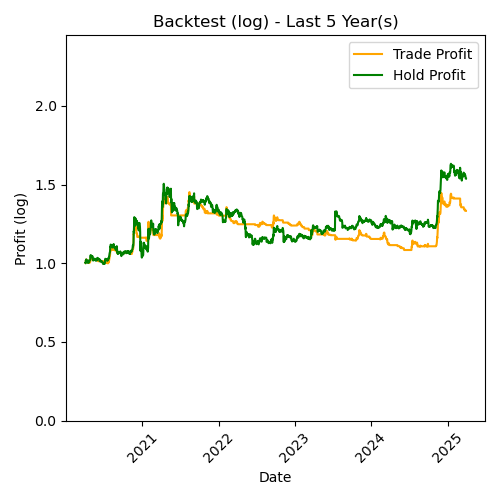 Backtest (log) - Last 5 Year(s)
Trade Profit
Hold Profit
Profit (log)
2.0
1.5
1.0
0.5
0.0
2021
2022
2023
2024
2025
Date